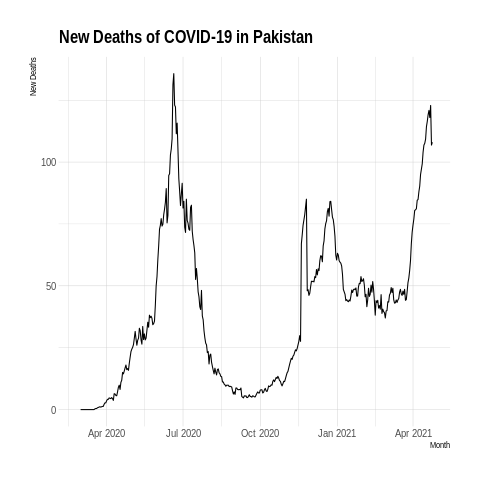 New Deaths of COVID-19 in Pakistan
New Deaths
100
50
0
Apr 2020 Jul 2020 Oct 2020 Jan 2021 Apr 2021
Month